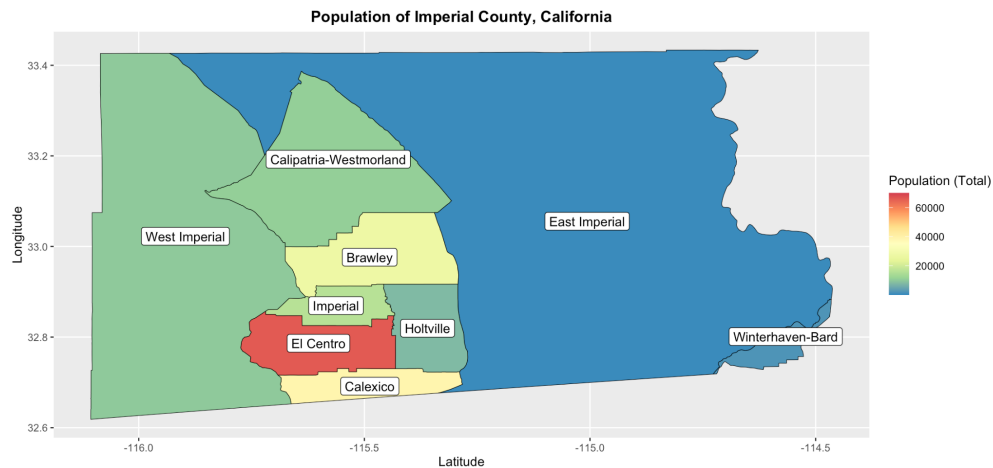 Population of Imperial County, California
33.4
33.2
33.0
32.8
32.6
Longitude
Calipatria-Westmorland
West Imperial
East Imperial
Brawley
Imperial
Holtville
El Centro
Winterhaven-Bard
Calexico
-116.0
-115.5
-115.0
-114.5
Latitude
Population (Total)
60000
40000
20000